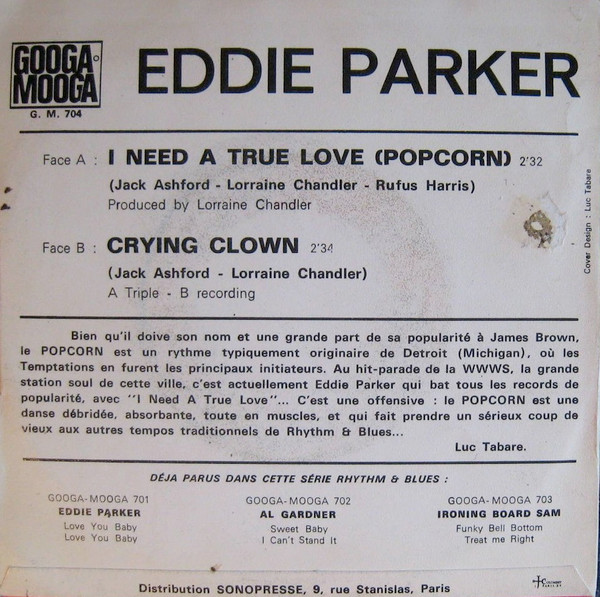 GOOGA
MOOGA
G. M. 704
EDDIE PARKER
Face A : I NEED A TRUE LOVE (POPCORN) 2'32
(Jack Ashford - Lorraine Chandler - Rufus Harris)
Produced by Lorraine Chandler
Face B : CRYING CLOWN 2'34
(Jack Ashford - Lorraine Chandler)
A Triple - B recording
Cover Design : Luc Tabare
Bien qu'il doive son nom et une grande part de sa popularité à James Brown,
le POPCORN est un rythme typiquement originaire de Detroit (Michigan), où les
Temptations en furent les principaux initiateurs. Au hit-parade de la WWWS, la grande
station soul de cette ville, c'est actuellement Eddie Parker qui bat tous les records de
popularité, avec "I Need A True Love"... C'est une offensive : le POPCORN est une
danse débridée, absorbante, toute en muscles, et qui fait prendre un sérieux coup de
vieux aux autres tempos traditionnels de Rhythm & Blues...
Luc Tabare.
DÉJA PARUS DANS CETTE SÉRIE RHYTHM & BLUES :
GOOGA-MOOGA 701
EDDIE PARKER
Love You Baby
Love You Baby
GOOGA-MOOGA 702
AL GARDNER
Sweet Baby
I Can't Stand It
GOOGA-MOOGA 703
IRONING BOARD SAM
Funky Bell Bottom
Treat me Right
Distribution SONOPRESSE, 9, rue Stanislas, Paris